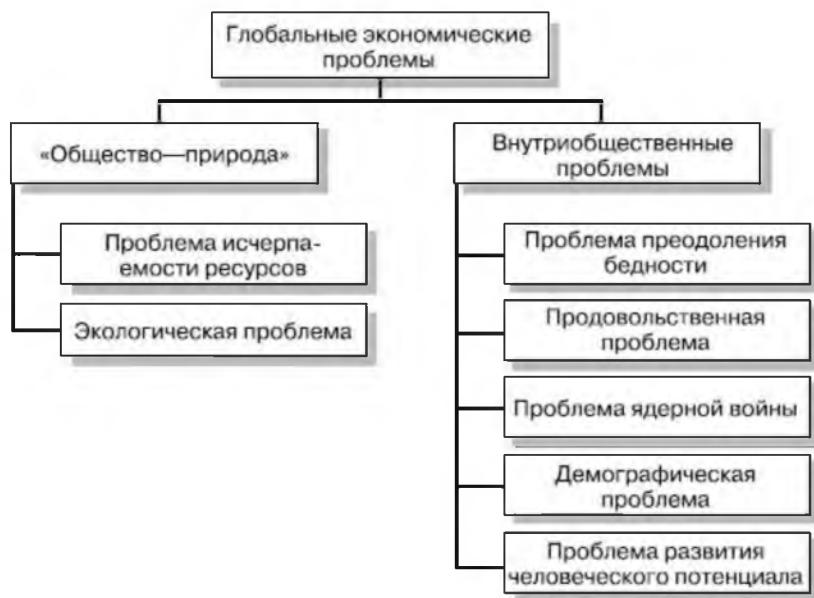 Глобальные экономические
проблемы
«Общество—природа»
Проблема исчерпа-
емости ресурсов
Экологическая проблема
Внутриобщественные
проблемы
Проблема преодоления
бедности
Продовольственная
проблема
Проблема ядерной войны
Демографическая
проблема
Проблема развития
человеческого потенциала